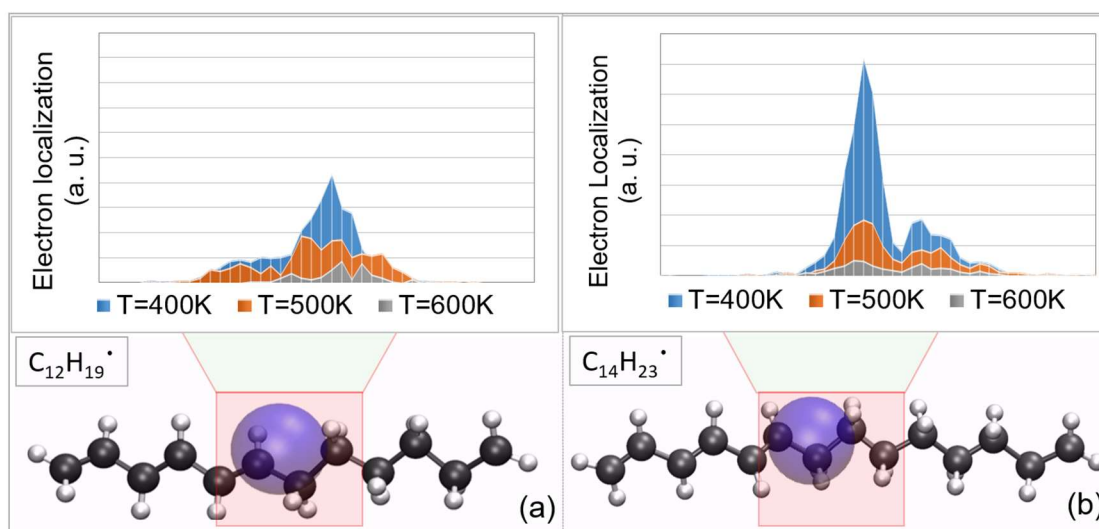 Electron localization
(a. u.)
T=400K T=500K T=600K
C₁₂H₁₉•
(a)
Electron Localization
(a. u.)
T=400K T=500K T=600K
C₁₄H₂₃•
(b)